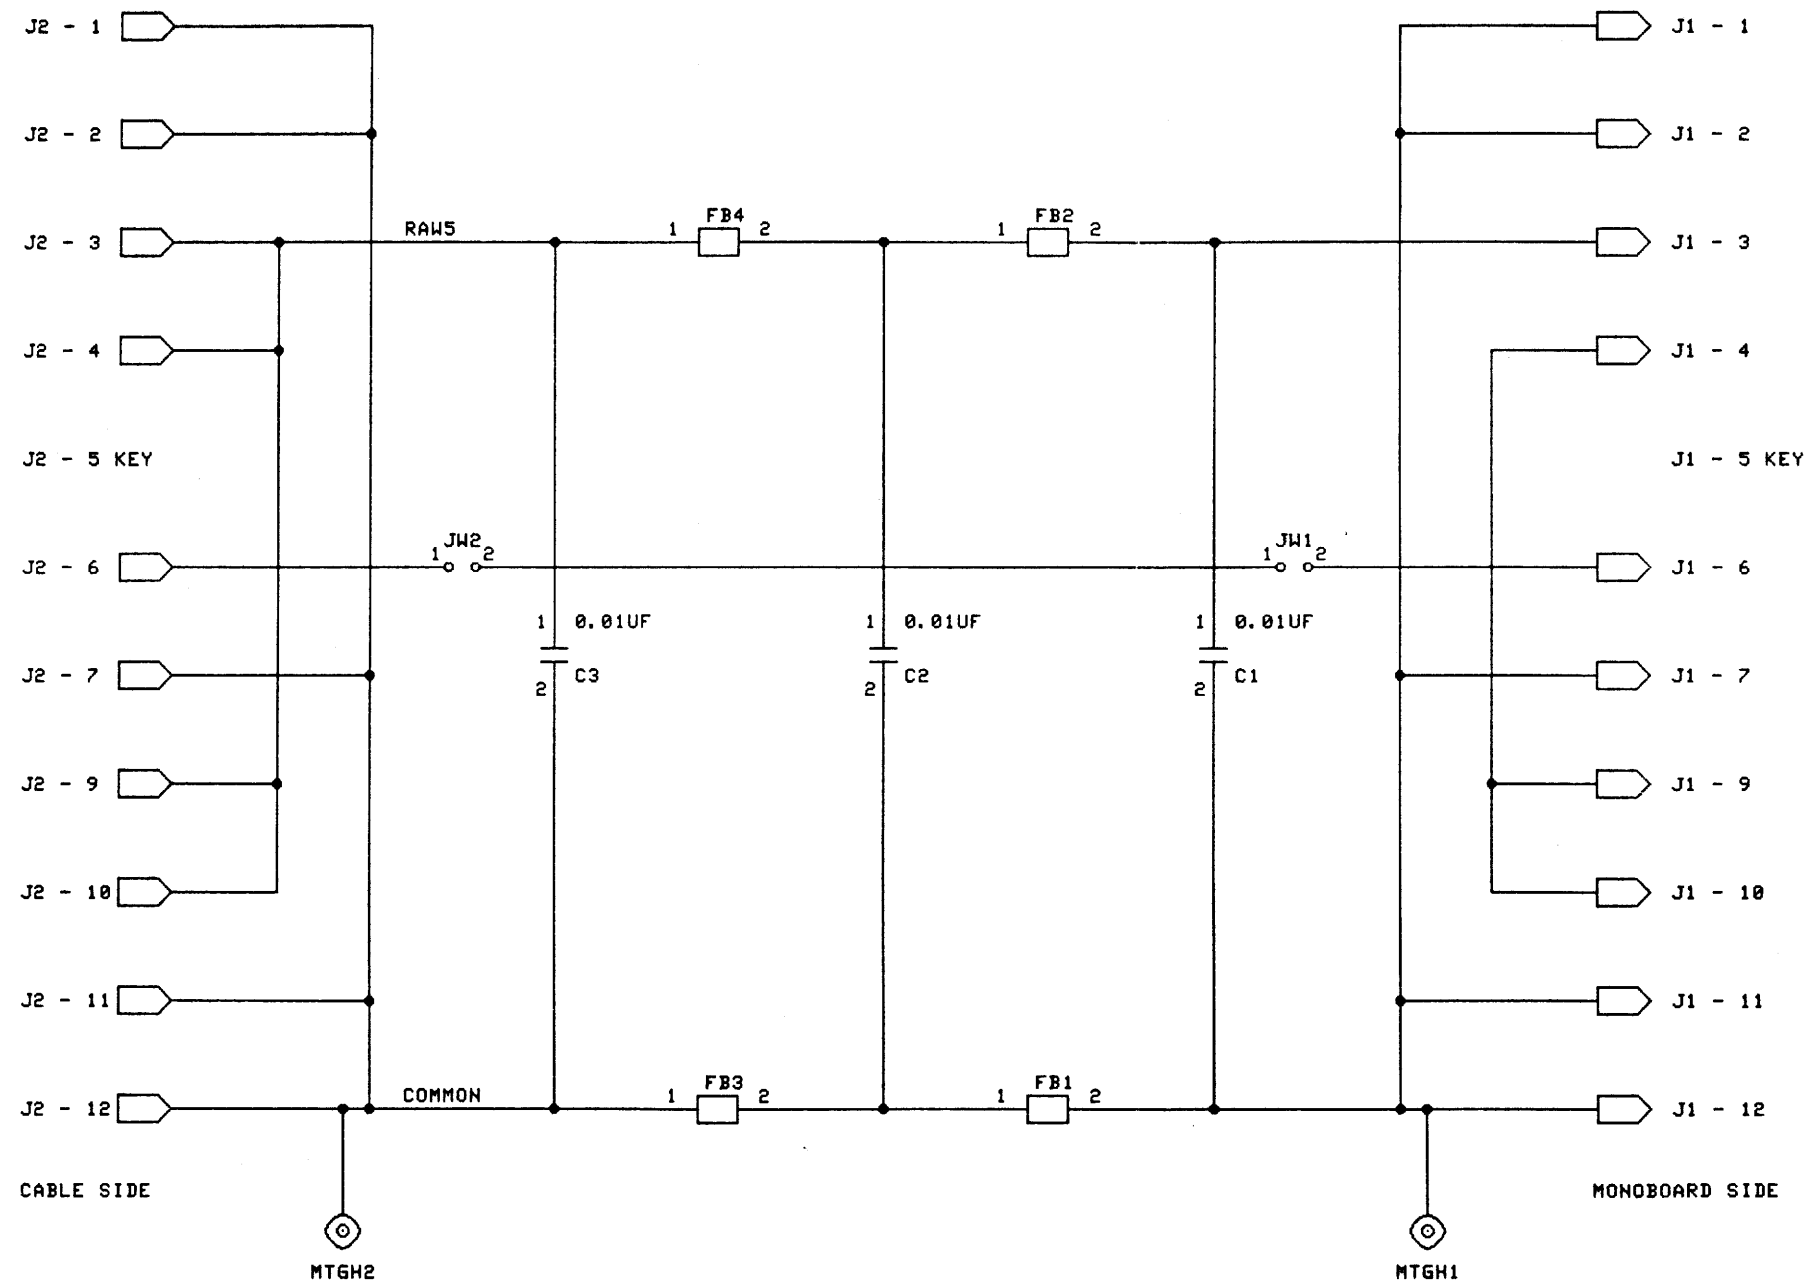 J2 - 1
J1 - 1
J2 - 2
J1 - 2
J2 - 3
RAW5
1
FB4
2
1
FB2
2
J1 - 3
J2 - 4
J1 - 4
J2 - 5 KEY
J1 - 5 KEY
J2 - 6
1
JW2
2
1
JW1
2
J1 - 6
1
0.01UF
1
0.01UF
1
0.01UF
J2 - 7
2
C3
2
C2
2
C1
J1 - 7
J2 - 9
J1 - 9
J2 - 10
J1 - 10
J2 - 11
J1 - 11
J2 - 12
COMMON
1
FB3
2
1
FB1
2
J1 - 12
CABLE SIDE
MONOBOARD SIDE
MTGH2
MTGH1